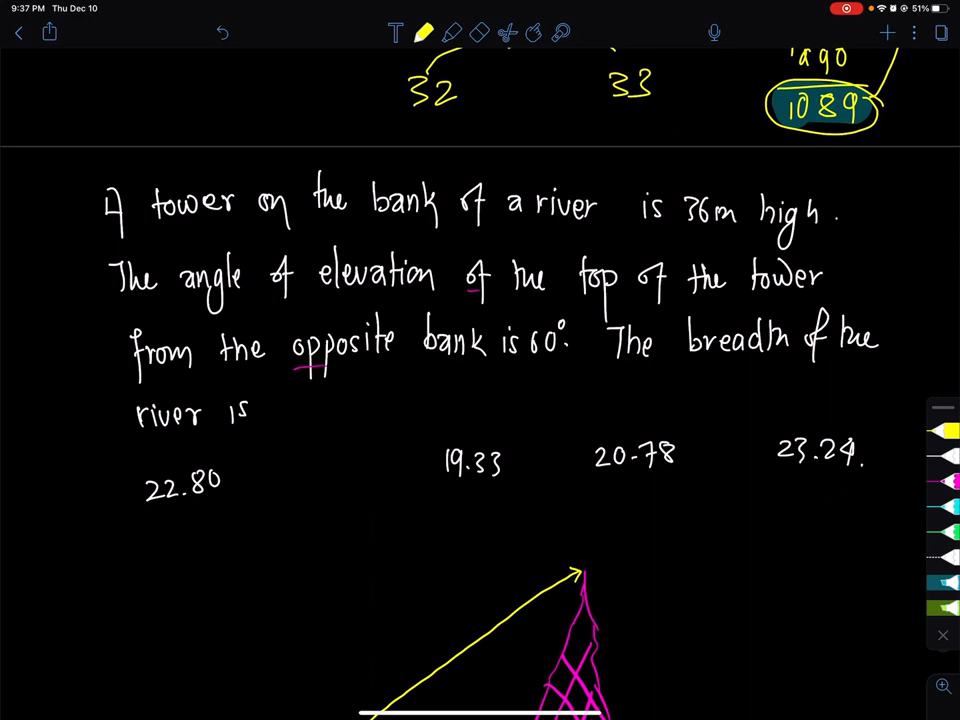 9:37 PM Thu Dec 10
51%
1090
32
33
1089
A tower on the bank of a river is 36m high.
The angle of elevation of the top of the tower
from the opposite bank is 60°. The breadth of the
river is
22.80 19.33 20.78 23.24.